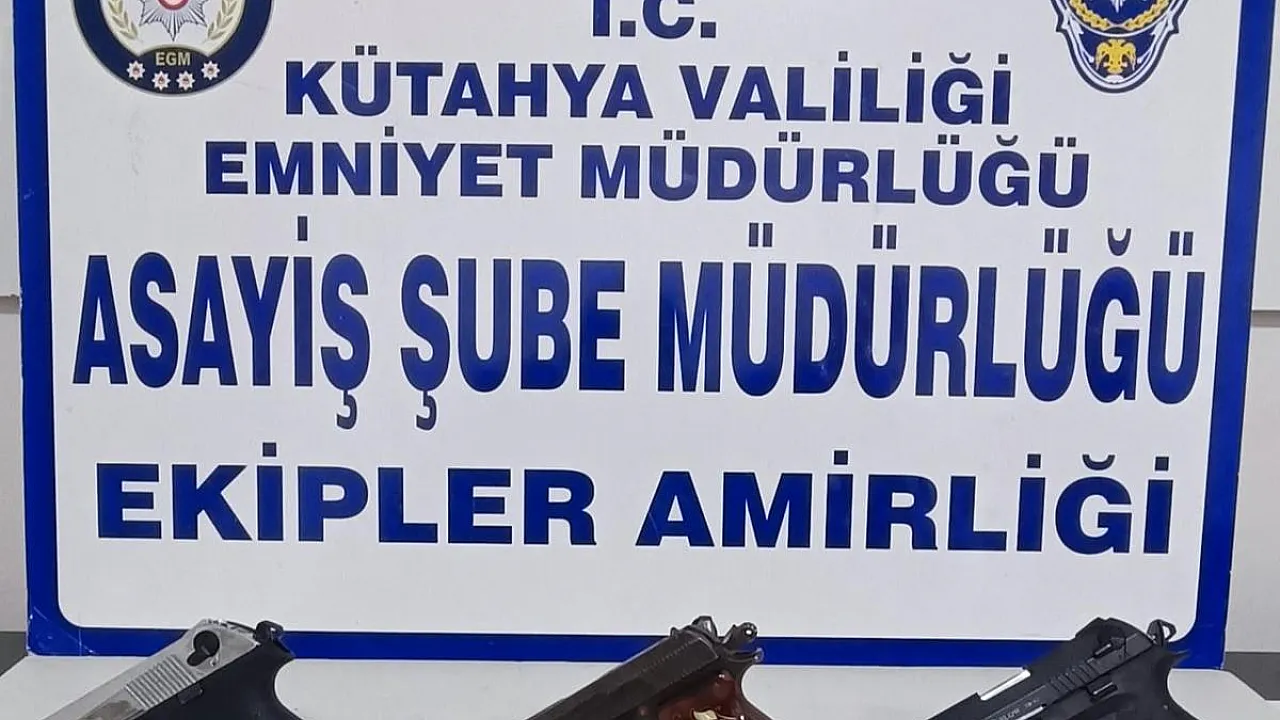 EGM
T.C.
KÜTAHYA VALİLİĞİ
EMNİYET MÜDÜRLÜĞÜ
ASAYİŞ ŞUBE MÜDÜRLÜĞÜ
EKİPLER AMİRLİĞİ